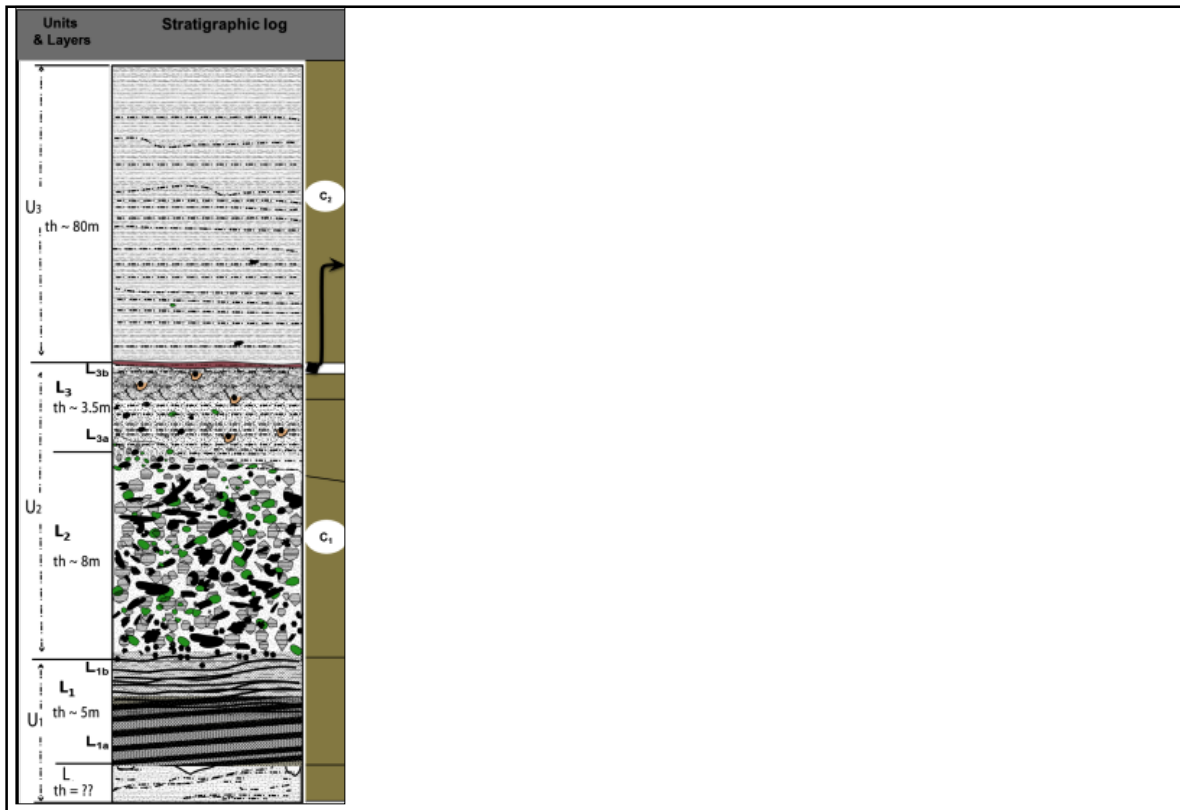 Units
& Layers
Stratigraphic log
U3
th ~ 80m
C2
L3b
L3
th ~ 3.5m
L3a
U2
L2
th ~ 8m
C1
L1b
L1
th ~ 5m
U1
L1a
L
th = ??